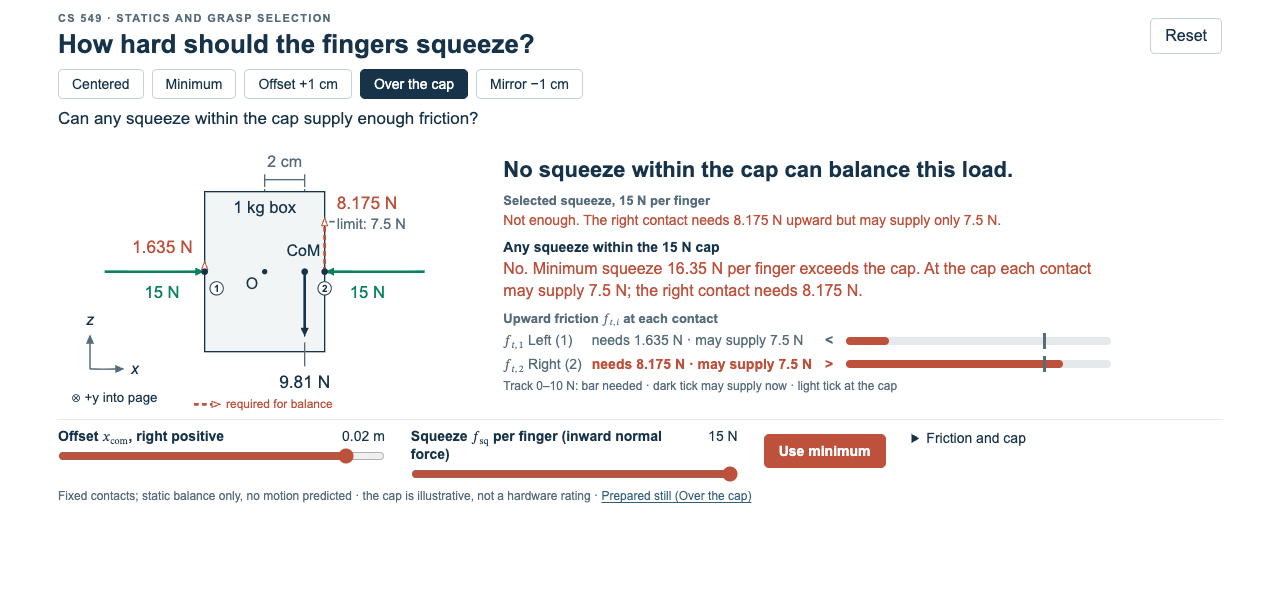 CS 549 · STATICS AND GRASP SELECTION
How hard should the fingers squeeze?
Reset
Centered
Minimum
Offset +1 cm
Over the cap
Mirror −1 cm
Can any squeeze within the cap supply enough friction?
2 cm
1 kg box
8.175 N
limit: 7.5 N
1.635 N
CoM
O
1
2
15 N
15 N
z
x
9.81 N
⊗ +y into page
required for balance
No squeeze within the cap can balance this load.
Selected squeeze, 15 N per finger
Not enough. The right contact needs 8.175 N upward but may supply only 7.5 N.
Any squeeze within the 15 N cap
No. Minimum squeeze 16.35 N per finger exceeds the cap. At the cap each contact
may supply 7.5 N; the right contact needs 8.175 N.
Upward friction f_{t,i} at each contact
f_{t,1} Left (1) needs 1.635 N · may supply 7.5 N <
f_{t,2} Right (2) needs 8.175 N · may supply 7.5 N >
Track 0–10 N: bar needed · dark tick may supply now · light tick at the cap
Offset x_{com}, right positive 0.02 m
Squeeze f_{sq} per finger (inward normal
force)
15 N
Use minimum
▶ Friction and cap
Fixed contacts; static balance only, no motion predicted · the cap is illustrative, not a hardware rating · Prepared still (Over the cap)